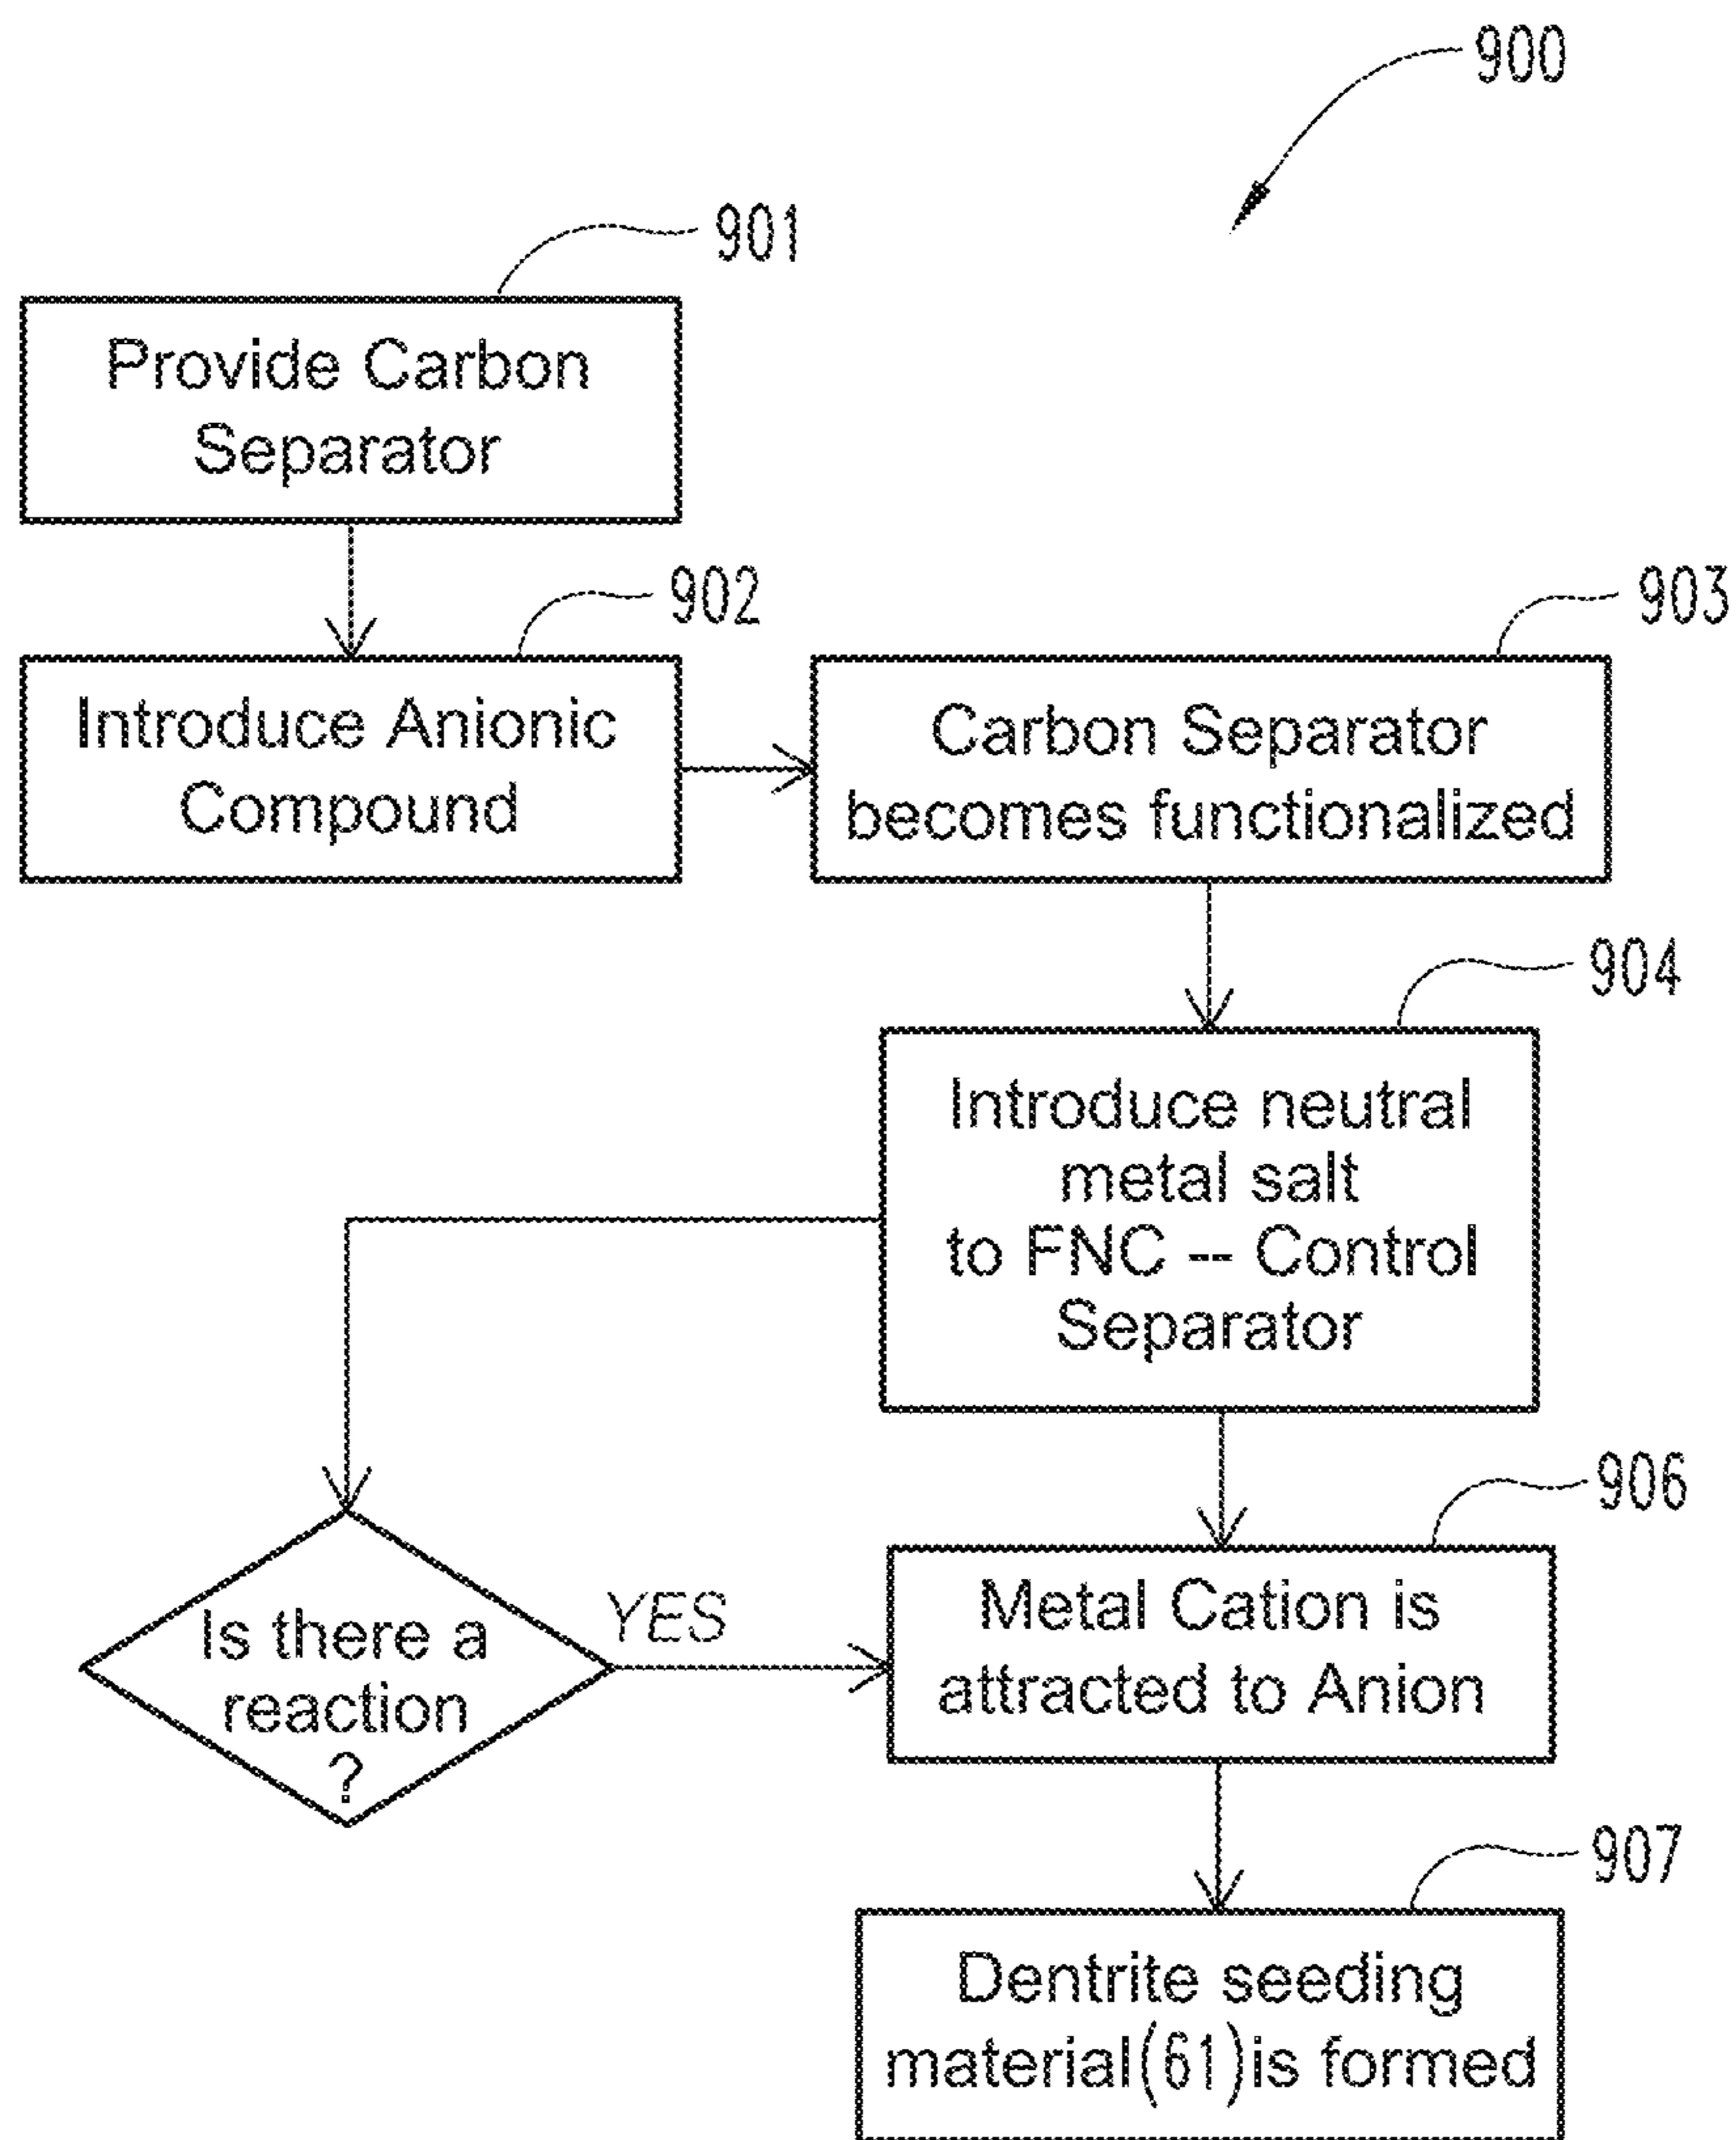 900
901
Provide Carbon
Separator
902
Introduce Anionic
Compound
903
Carbon Separator
becomes functionalized
904
Introduce neutral
metal salt
to FNC -- Control
Separator
Is there a
reaction
?
YES
906
Metal Cation is
attracted to Anion
907
Dentrite seeding
material(61)is formed